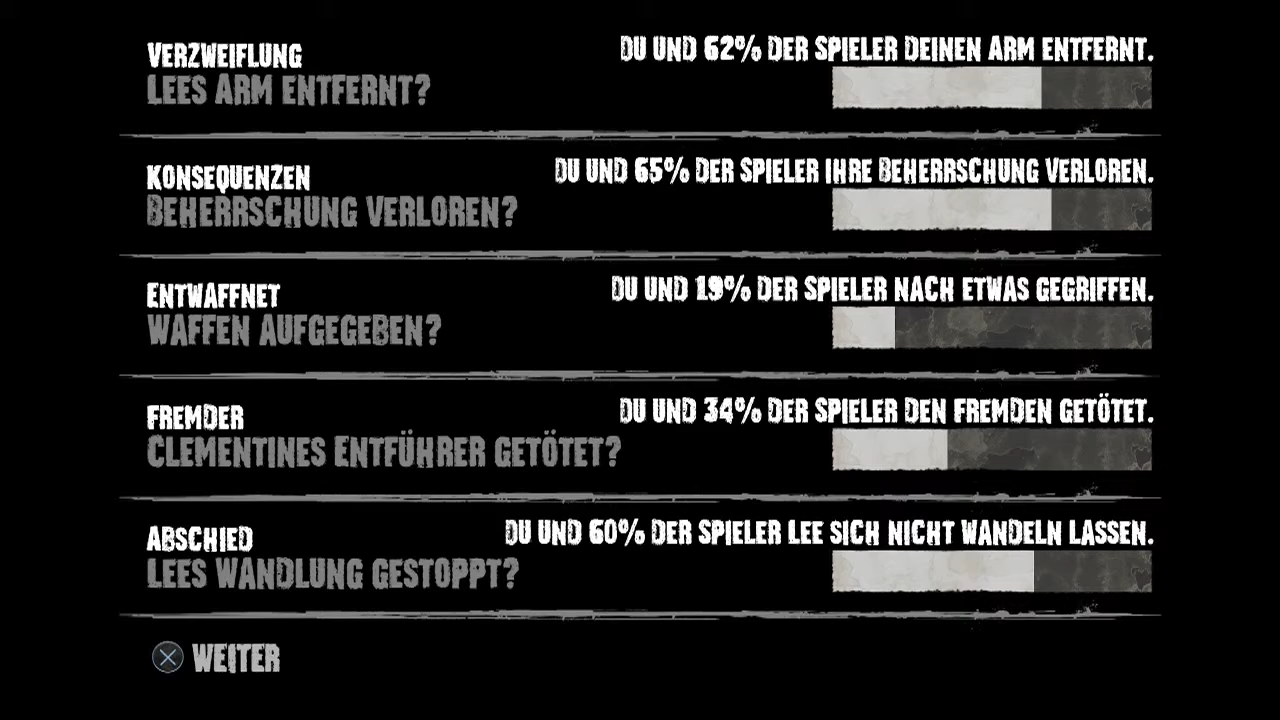 VERZWEIFLUNG
DU UND 62% DER SPIELER DEINEN ARM ENTFERNT.
LEES ARM ENTFERNT?
KONSEQUENZEN
DU UND 65% DER SPIELER IHRE BEHERRSCHUNG VERLOREN.
BEHERRSCHUNG VERLOREN?
ENTWAFFNET
DU UND 19% DER SPIELER NACH ETWAS GEGRIFFEN.
WAFFEN AUFGEGEBEN?
FREMDER
DU UND 34% DER SPIELER DEN FREMDEN GETÖTET.
CLEMENTINES ENTFÜHRER GETÖTET?
ABSCHIED
DU UND 60% DER SPIELER LEE SICH NICHT WANDELN LASSEN.
LEES WANDLUNG GESTOPPT?
WEITER